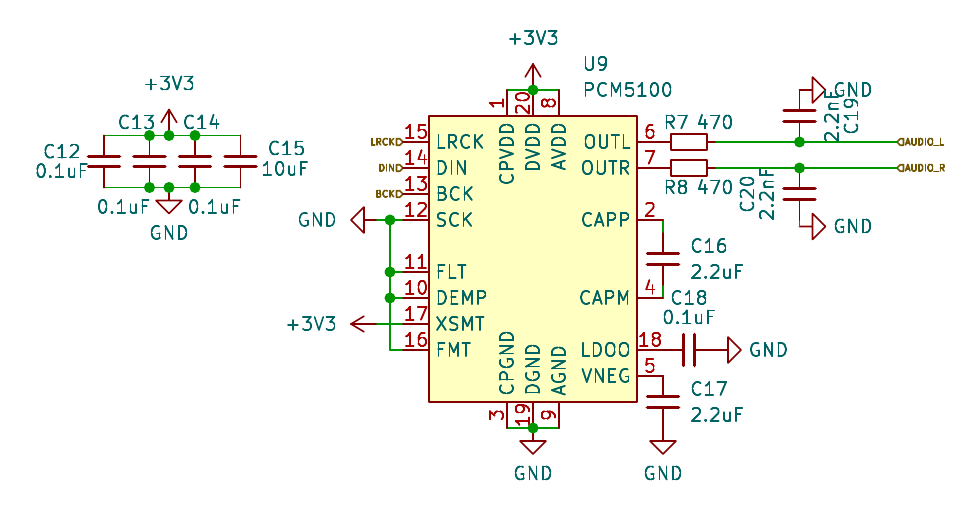 +3V3
U9
PCM5100
+3V3
C13
C14
C12
0.1uF
C15
10uF
0.1uF
0.1uF
GND
1
20
8
CPVDD
DVDD
AVDD
LRCK
15
LRCK
DIN
14
DIN
BCK
13
BCK
GND
12
SCK
11
FLT
10
DEMP
+3V3
17
XSMT
16
FMT
OUTL
6
R7 470
OUTR
7
R8 470
CAPP
2
C16
2.2uF
CAPM
4
C18
0.1uF
LDOO
18
GND
VNEG
5
C17
2.2uF
GND
CPGND
DGND
AGND
3
19
9
GND
GND
2.2nF
C19
AUDIO_L
AUDIO_R
C20
2.2nF
GND